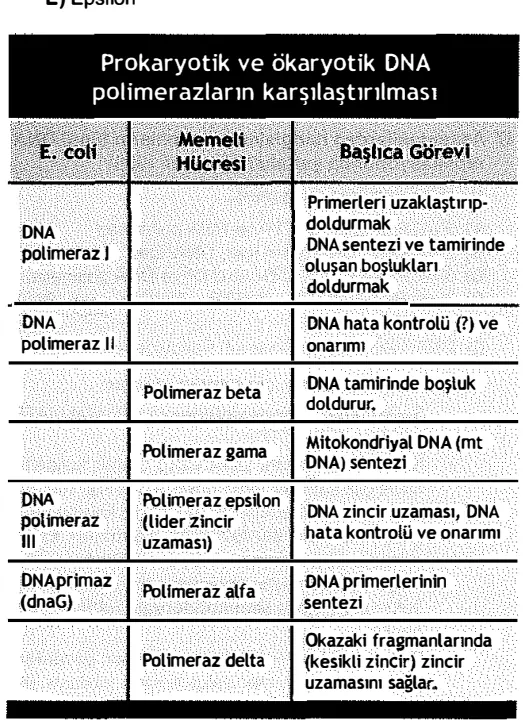 E) Epsilon
Prokaryotik ve ökaryotik DNA
polimerazların karşılaştırılması
E. coli
Memeli
Hücresi
Başlıca Görevi
DNA
polimeraz I
Primerleri uzaklaştırıp-
doldurmak
DNA sentezi ve tamirinde
oluşan boşlukları
doldurmak
DNA
polimeraz II
DNA hata kontrolü (?) ve
onarımı
Polimeraz beta
DNA tamirinde boşluk
doldurur.
Polimeraz gama
Mitokondriyal DNA (mt
DNA) sentezi
DNA
polimeraz
III
Polimeraz epsilon
(lider zincir
uzaması)
DNA zincir uzaması, DNA
hata kontrolü ve onarımı
DNAprimaz
(dnaG)
Polimeraz alfa
DNA primerlerinin
sentezi
Polimeraz delta
Okazaki fragmanlarında
(kesikli zincir) zincir
uzamasını sağlar.